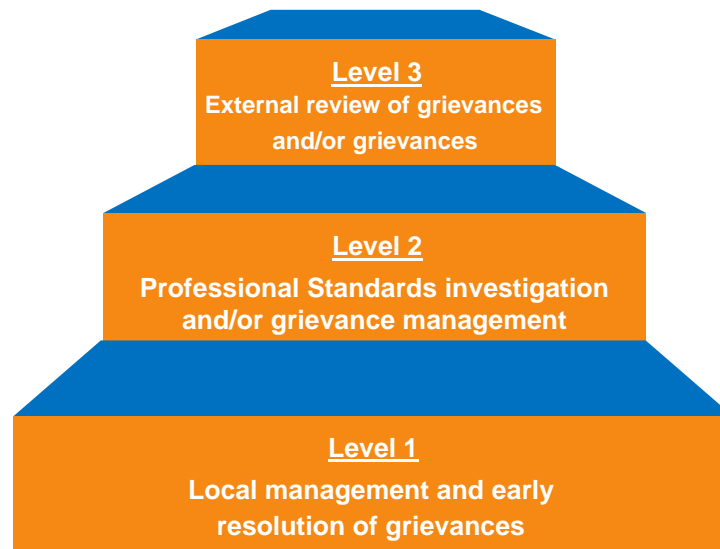 Level 3
External review of grievances
and/or grievances
Level 2
Professional Standards investigation
and/or grievance management
Level 1
Local management and early
resolution of grievances